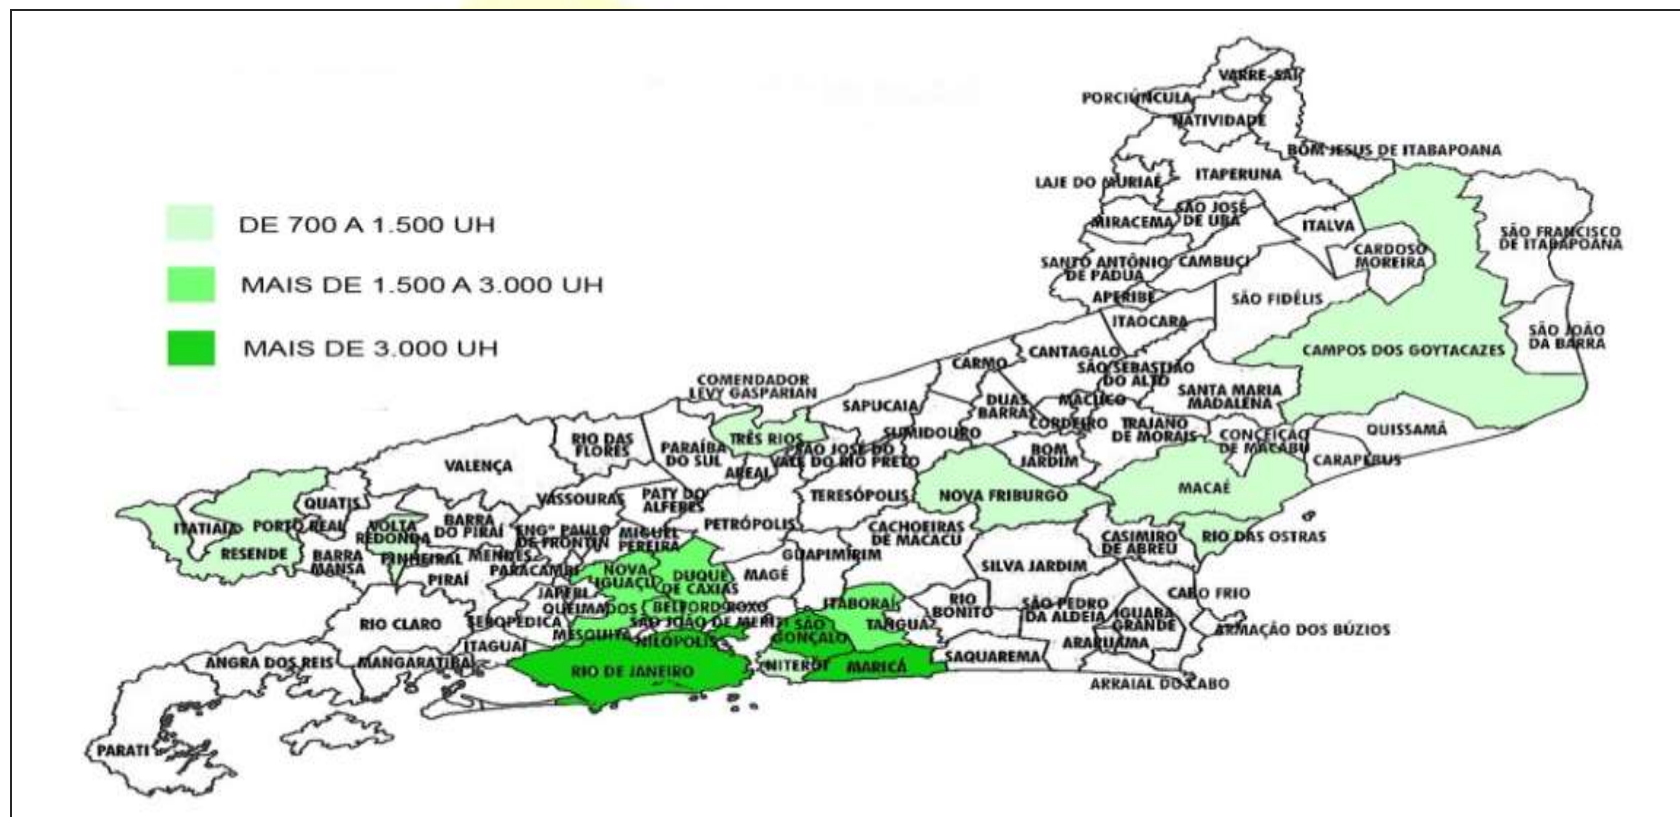 DE 700 A 1.500 UH
MAIS DE 1.500 A 3.000 UH
MAIS DE 3.000 UH
VARRE-SAI
PORCIÚNCULA
NATIVIDADE
BOM JESUS DE ITABAPOANA
ITAPERUNA
LAJE DO MURIAÉ
SÃO JOSÉ
DE UBÁ
MIRACEMA
ITALVA
SÃO FRANCISCO
DE ITABAPOANA
CARDOSO
MOREIRA
SANTO ANTÔNIO
DE PÁDUA
CAMBUCI
APERIBÉ
SÃO FIDÉLIS
ITAOCARA
SÃO JOÃO
DA BARRA
CAMPOS DOS GOYTACAZES
CANTAGALO
CARMO
SÃO SEBASTIÃO
DO ALTO
COMENDADOR
LEVY GASPARIAN
SANTA MARIA
MADALENA
SAPUCAIA
DUAS
BARRAS
MACUCO
CORDEIRO
TRAJANO
DE MORAIS
CONCEIÇÃO
DE MACABU
QUISSAMÃ
CARAPEBUS
SUMIDOURO
TRÊS RIOS
RIO DAS
FLORES
PARAÍBA
DO SUL
SÃO JOSÉ DO
VALE DO RIO PRETO
AREAL
BOM
JARDIM
VALENÇA
MACAÉ
NOVA FRIBURGO
TERESÓPOLIS
PATY DO
ALFERES
VASSOURAS
QUATIS
PETRÓPOLIS
CACHOEIRAS
DE MACACU
CASIMIRO
DE ABREU
RIO DAS OSTRAS
ITATIAIA
PORTO REAL
VOLTA
REDONDA
BARRA
DO PIRAÍ
ENGº PAULO
DE FRONTIN
MIGUEL
PEREIRA
RESENDE
BARRA
MANSA
PINHEIRAL
MENDES
GUAPIMIRIM
SILVA JARDIM
PARACAMBI
NOVA
IGUAÇU
DUQUE
DE CAXIAS
MAGÉ
PIRAÍ
JAPERI
CABO FRIO
QUEIMADOS
BELFORD ROXO
ITABORAÍ
RIO
BONITO
SÃO PEDRO
DA ALDEIA
IGUABA
GRANDE
RIO CLARO
SEROPÉDICA
SÃO JOÃO DE MERITI
SÃO
GONÇALO
TANGUÁ
ARMAÇÃO DOS BÚZIOS
MESQUITA
NILÓPOLIS
ITAGUAÍ
ARARUAMA
SAQUAREMA
ANGRA DOS REIS
MANGARATIBA
RIO DE JANEIRO
NITERÓI
MARICÁ
ARRAIAL DO CABO
PARATI